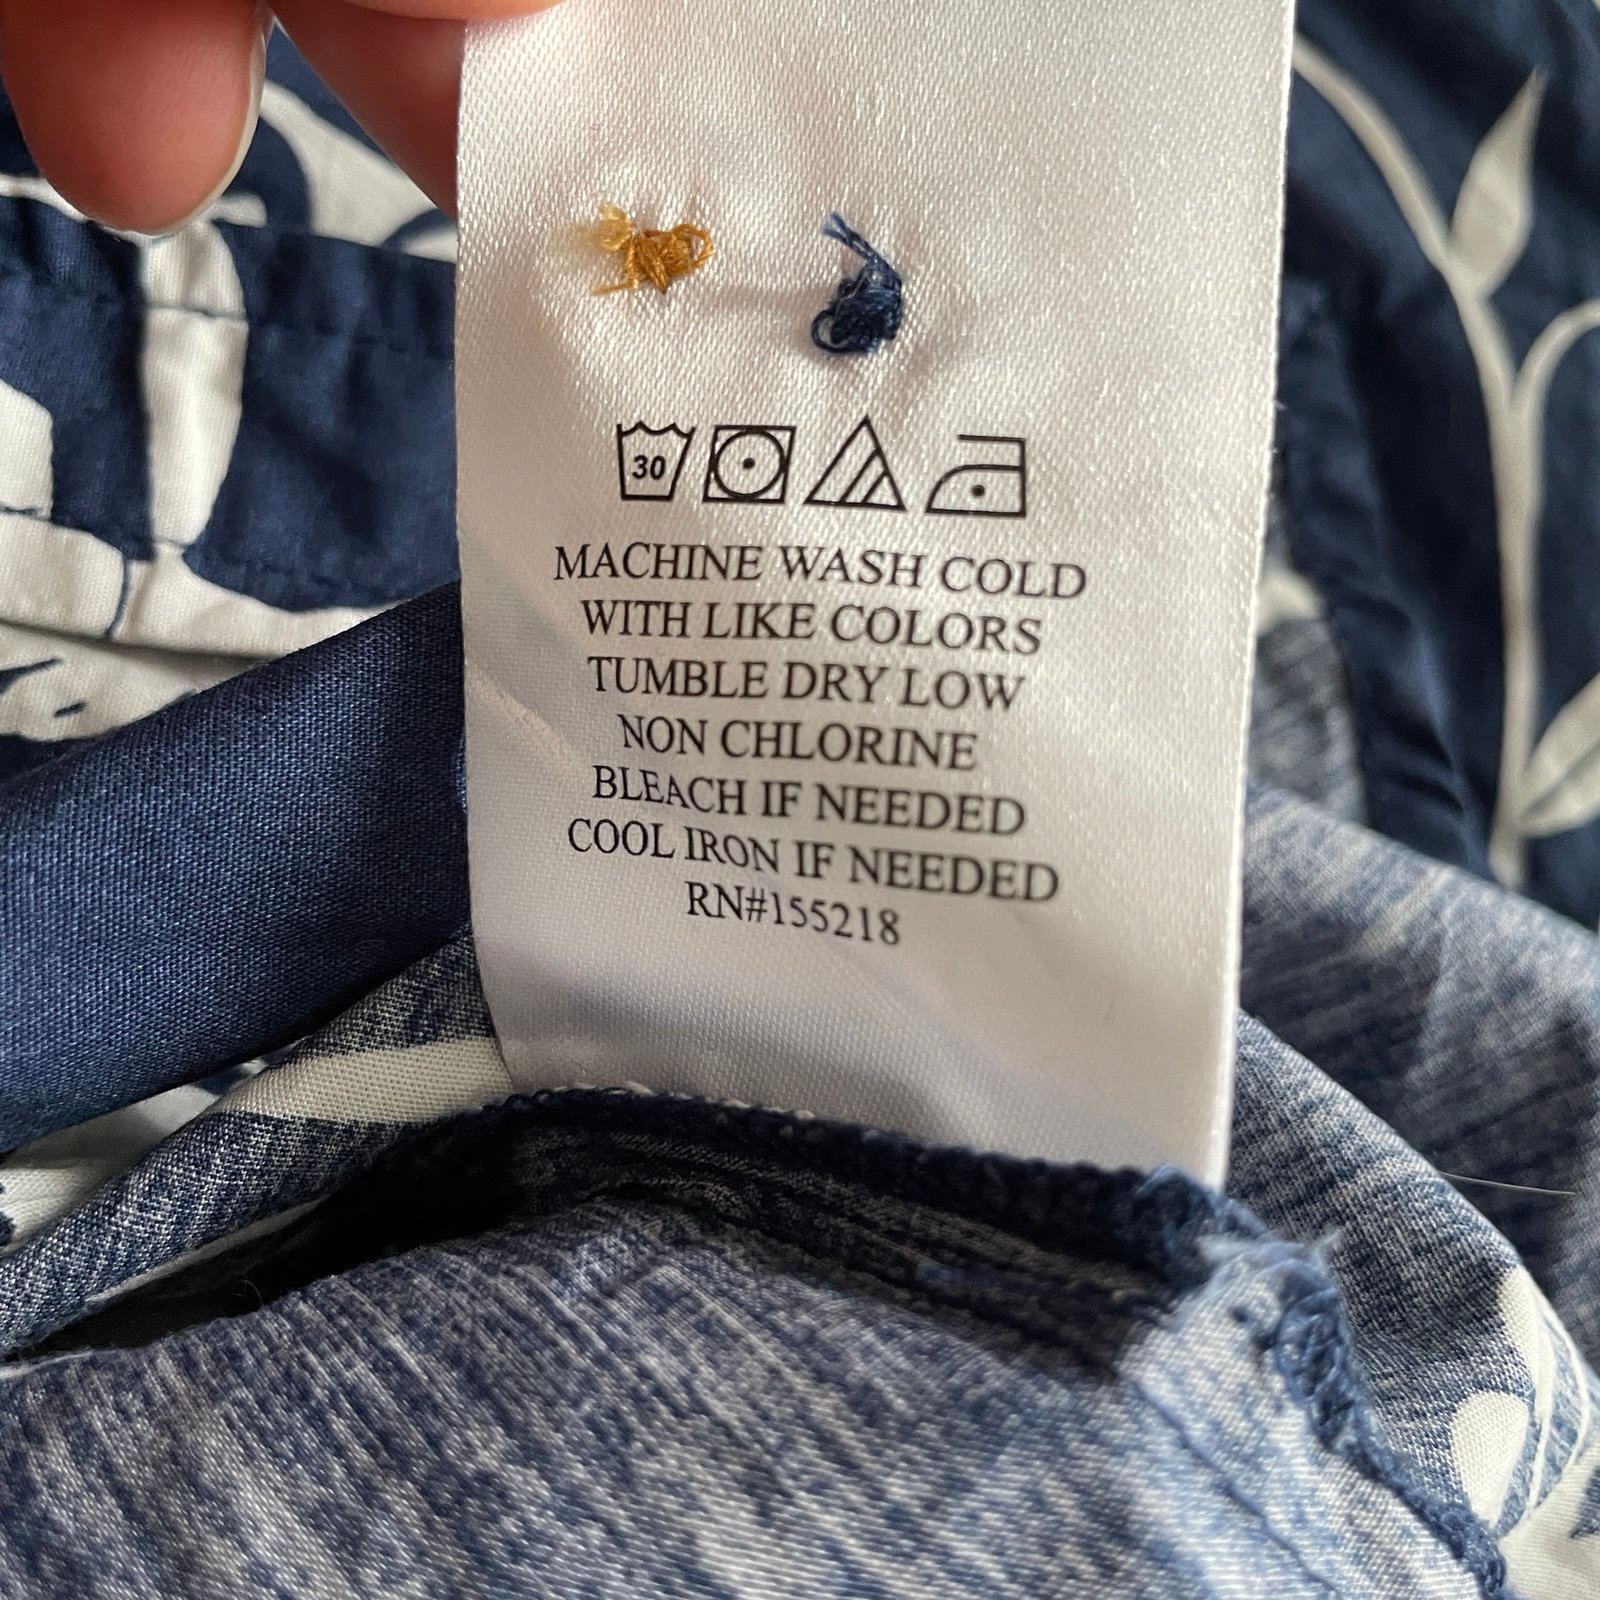 30
MACHINE WASH COLD
WITH LIKE COLORS
TUMBLE DRY LOW
NON CHLORINE
BLEACH IF NEEDED
COOL IRON IF NEEDED
RN#155218